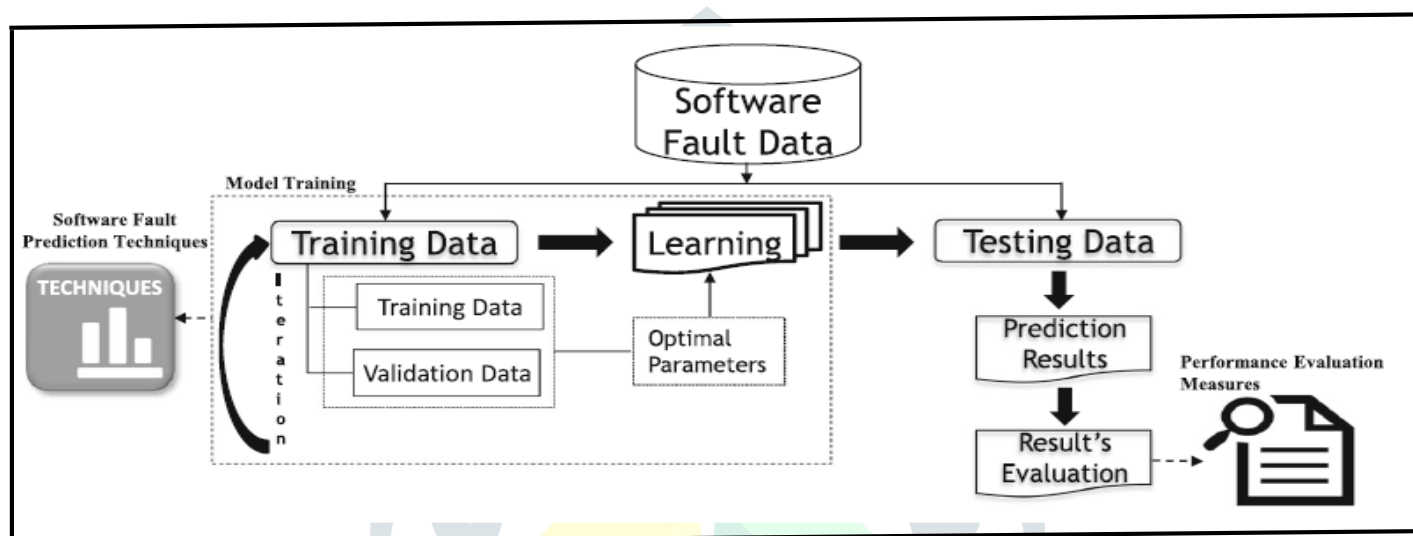 Software
Fault Data
Model Training
Software Fault
Prediction Techniques
TECHNIQUES
Training Data
Learning
Testing Data
Iteration
Training Data
Validation Data
Optimal
Parameters
Prediction
Results
Performance Evaluation
Measures
Result's
Evaluation